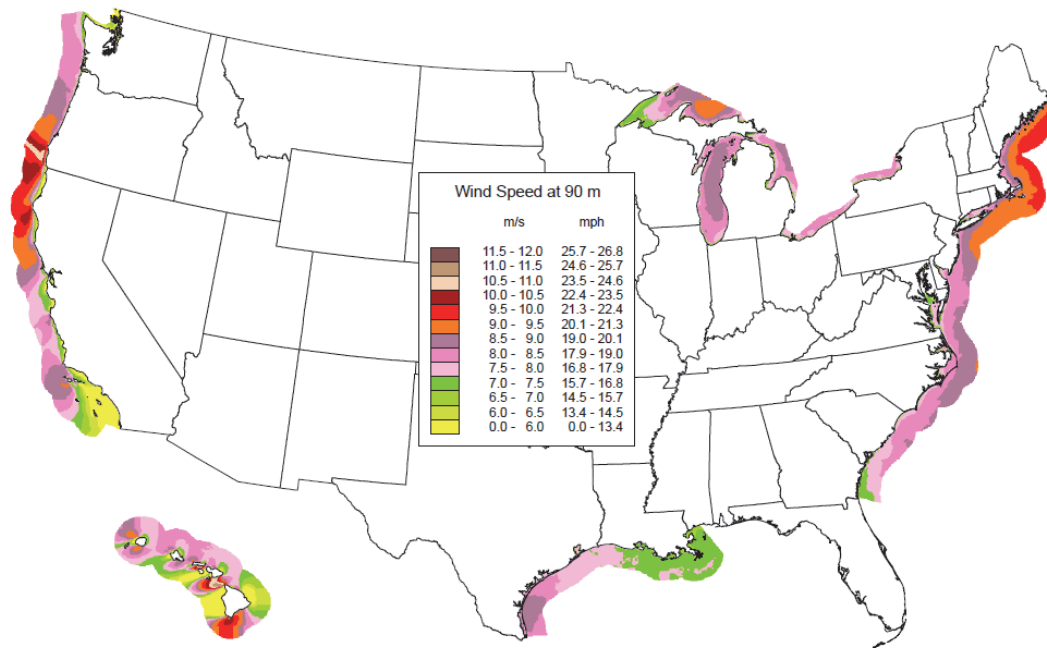 Wind Speed at 90 m
m/s mph
11.5 - 12.0 25.7 - 26.8
11.0 - 11.5 24.6 - 25.7
10.5 - 11.0 23.5 - 24.6
10.0 - 10.5 22.4 - 23.5
9.5 - 10.0 21.3 - 22.4
9.0 - 9.5 20.1 - 21.3
8.5 - 9.0 19.0 - 20.1
8.0 - 8.5 17.9 - 19.0
7.5 - 8.0 16.8 - 17.9
7.0 - 7.5 15.7 - 16.8
6.5 - 7.0 14.5 - 15.7
6.0 - 6.5 13.4 - 14.5
0.0 - 6.0 0.0 - 13.4